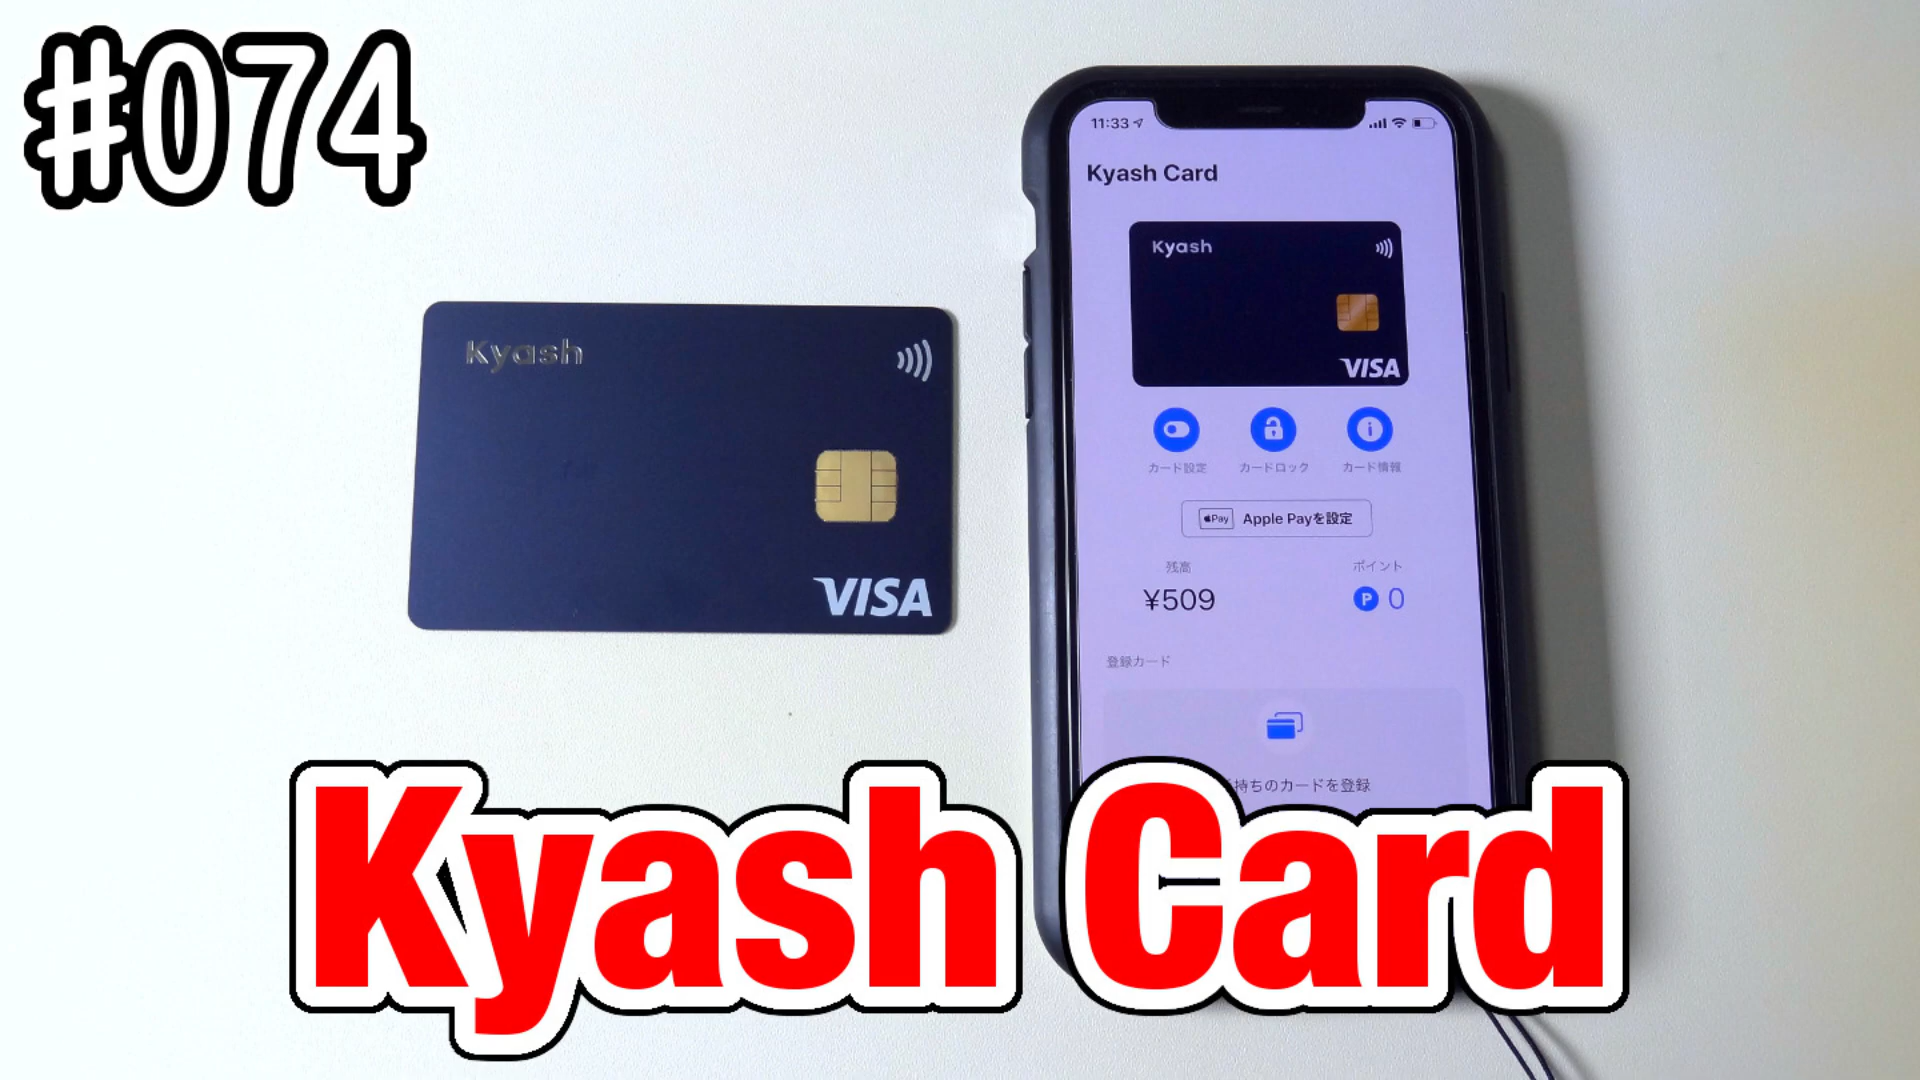 #074
Kyash
VISA
11:33
Kyash Card
Kyash
VISA
カード設定
カードロック
カード情報
Pay
Apple Payを設定
残高
ポイント
¥509
P 0
登録カード
持ちのカードを登録
Kyash Card